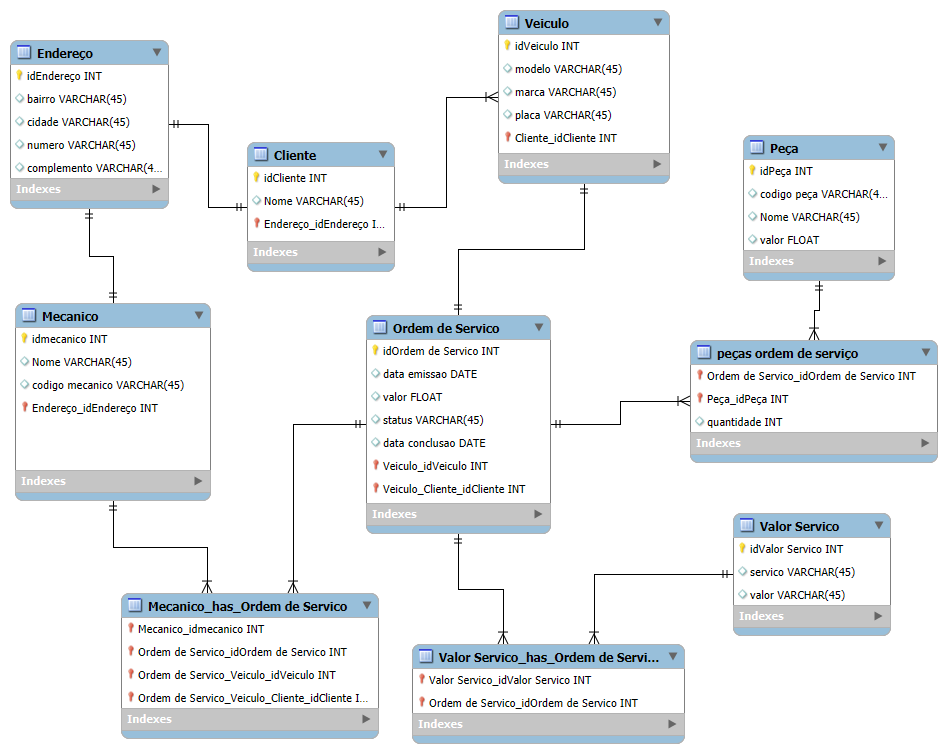 Endereço
idEndereço INT
bairro VARCHAR(45)
cidade VARCHAR(45)
numero VARCHAR(45)
complemento VARCHAR(4...
Indexes
Cliente
idCliente INT
Nome VARCHAR(45)
Endereço_idEndereço I...
Indexes
Veiculo
idVeiculo INT
modelo VARCHAR(45)
marca VARCHAR(45)
placa VARCHAR(45)
Cliente_idCliente INT
Indexes
Peça
idPeça INT
codigo peça VARCHAR(4...
Nome VARCHAR(45)
valor FLOAT
Indexes
Mecanico
idmecanico INT
Nome VARCHAR(45)
codigo mecanico VARCHAR(45)
Endereço_idEndereço INT
Indexes
Ordem de Servico
idOrdem de Servico INT
data emissao DATE
valor FLOAT
status VARCHAR(45)
data conclusao DATE
Veiculo_idVeiculo INT
Veiculo_Cliente_idCliente INT
Indexes
peças ordem de serviço
Ordem de Servico_idOrdem de Servico INT
Peça_idPeça INT
quantidade INT
Indexes
Valor Servico
idValor Servico INT
servico VARCHAR(45)
valor VARCHAR(45)
Indexes
Mecanico_has_Ordem de Servico
Mecanico_idmecanico INT
Ordem de Servico_idOrdem de Servico INT
Ordem de Servico_Veiculo_idVeiculo INT
Ordem de Servico_Veiculo_Cliente_idCliente I...
Indexes
Valor Servico_has_Ordem de Servi...
Valor Servico_idValor Servico INT
Ordem de Servico_idOrdem de Servico INT
Indexes